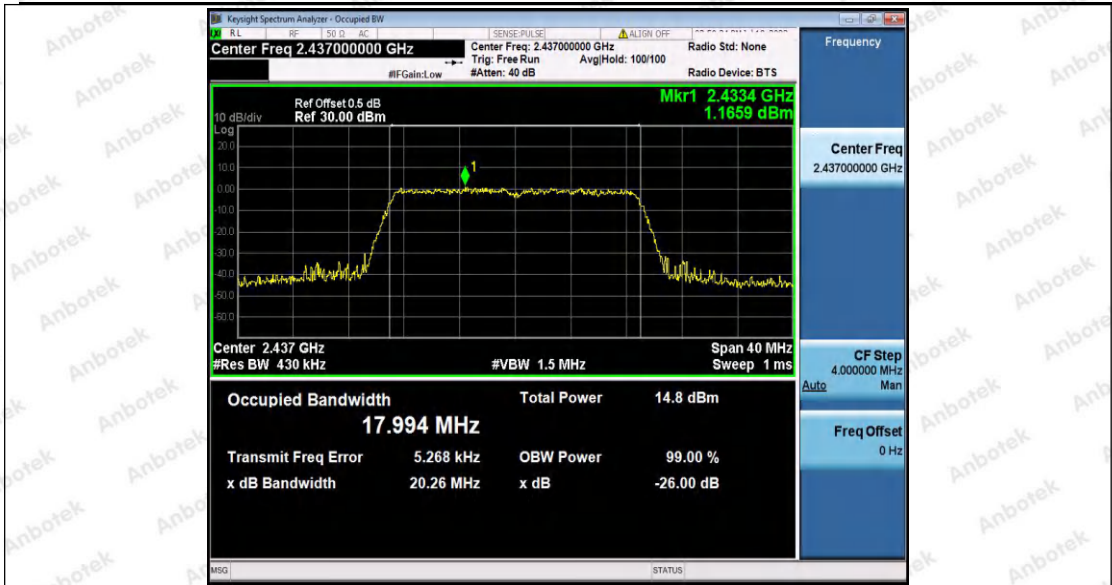 Keysight Spectrum Analyzer - Occupied BW
RL RF 50 Ω AC SENSE:PULSE ALIGN OFF
Center Freq 2.437000000 GHz
Center Freq: 2.437000000 GHz
Radio Std: None
Trig: Free Run Avg|Hold: 100/100
#IFGain:Low #Atten: 40 dB Radio Device: BTS
Ref Offset 0.5 dB
10 dB/div Ref 30.00 dBm
Mkr1 2.4334 GHz
1.1659 dBm
Log
20.0
10.0
0.00
-10.0
-20.0
-30.0
-40.0
-50.0
-60.0
1
Center 2.437 GHz Span 40 MHz
#Res BW 430 kHz #VBW 1.5 MHz Sweep 1 ms
Occupied Bandwidth Total Power 14.8 dBm
17.994 MHz
Transmit Freq Error 5.268 kHz OBW Power 99.00 %
x dB Bandwidth 20.26 MHz x dB -26.00 dB
MSG STATUS
Frequency
Center Freq
2.437000000 GHz
CF Step
4.000000 MHz
Auto Man
Freq Offset
0 Hz
Anbotek